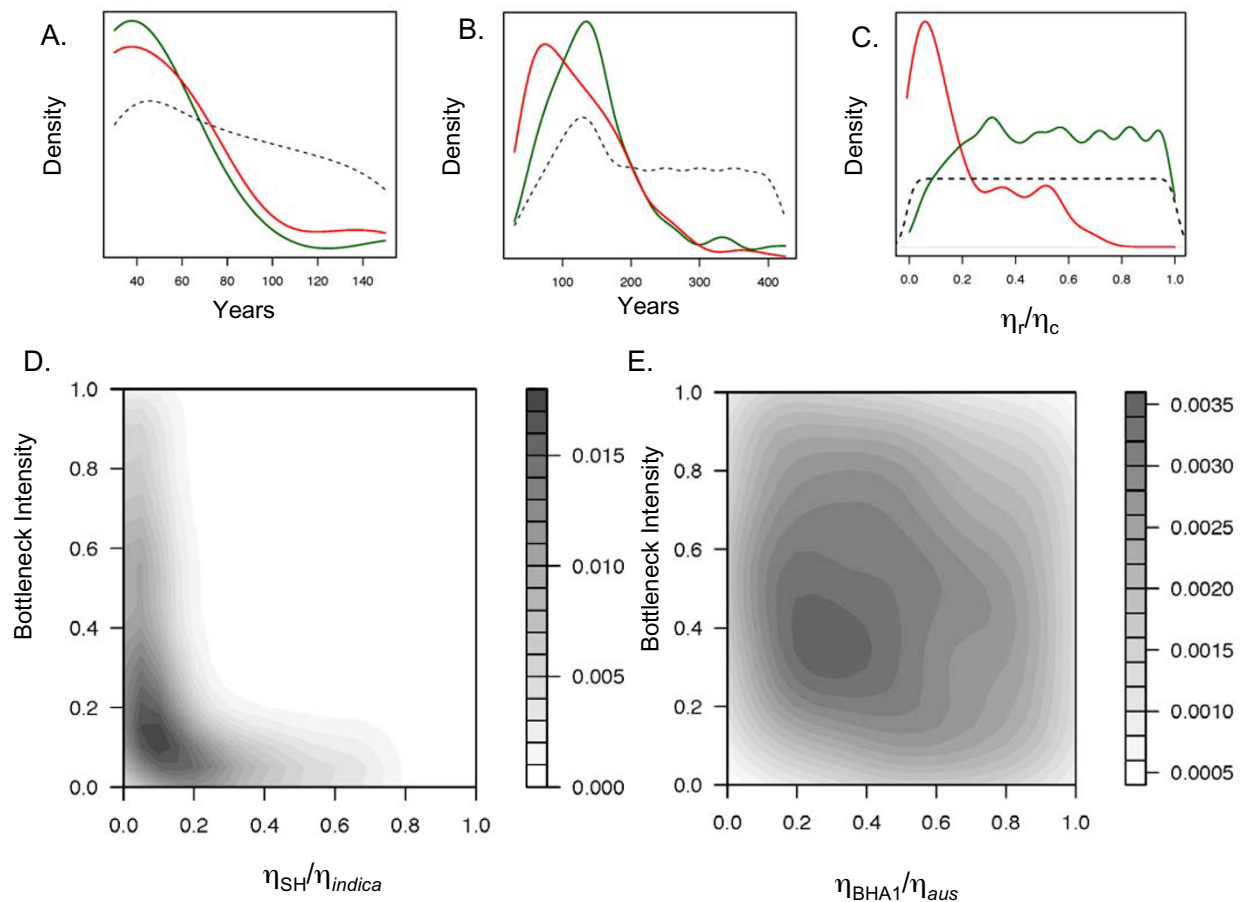 A.
Density
40 60 80 100 120 140
Years
B.
Density
100 200 300 400
Years
C.
Density
0.0 0.2 0.4 0.6 0.8 1.0
ηr/ηc
D.
Bottleneck Intensity
1.0
0.8
0.6
0.4
0.2
0.0
0.0 0.2 0.4 0.6 0.8 1.0
ηSH/ηindica
0.015
0.010
0.005
0.000
E.
Bottleneck Intensity
1.0
0.8
0.6
0.4
0.2
0.0
0.0 0.2 0.4 0.6 0.8 1.0
ηBHA1/ηaus
0.0035
0.0030
0.0025
0.0020
0.0015
0.0010
0.0005